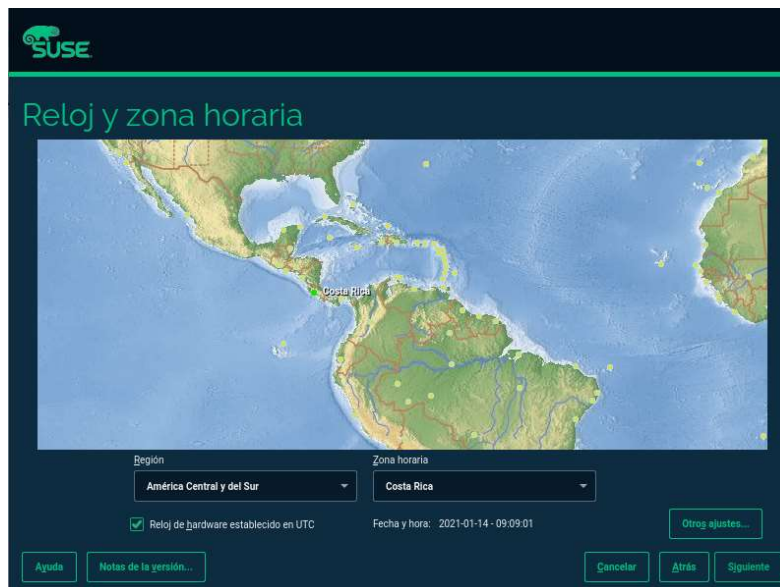 SUSE
Reloj y zona horaria
Costa Rica
Región
Zona horaria
América Central y del Sur
Costa Rica
Reloj de hardware establecido en UTC
Fecha y hora: 2021-01-14 - 09:09:01
Otros ajustes...
Ayuda
Notas de la versión...
Cancelar
Atrás
Siguiente